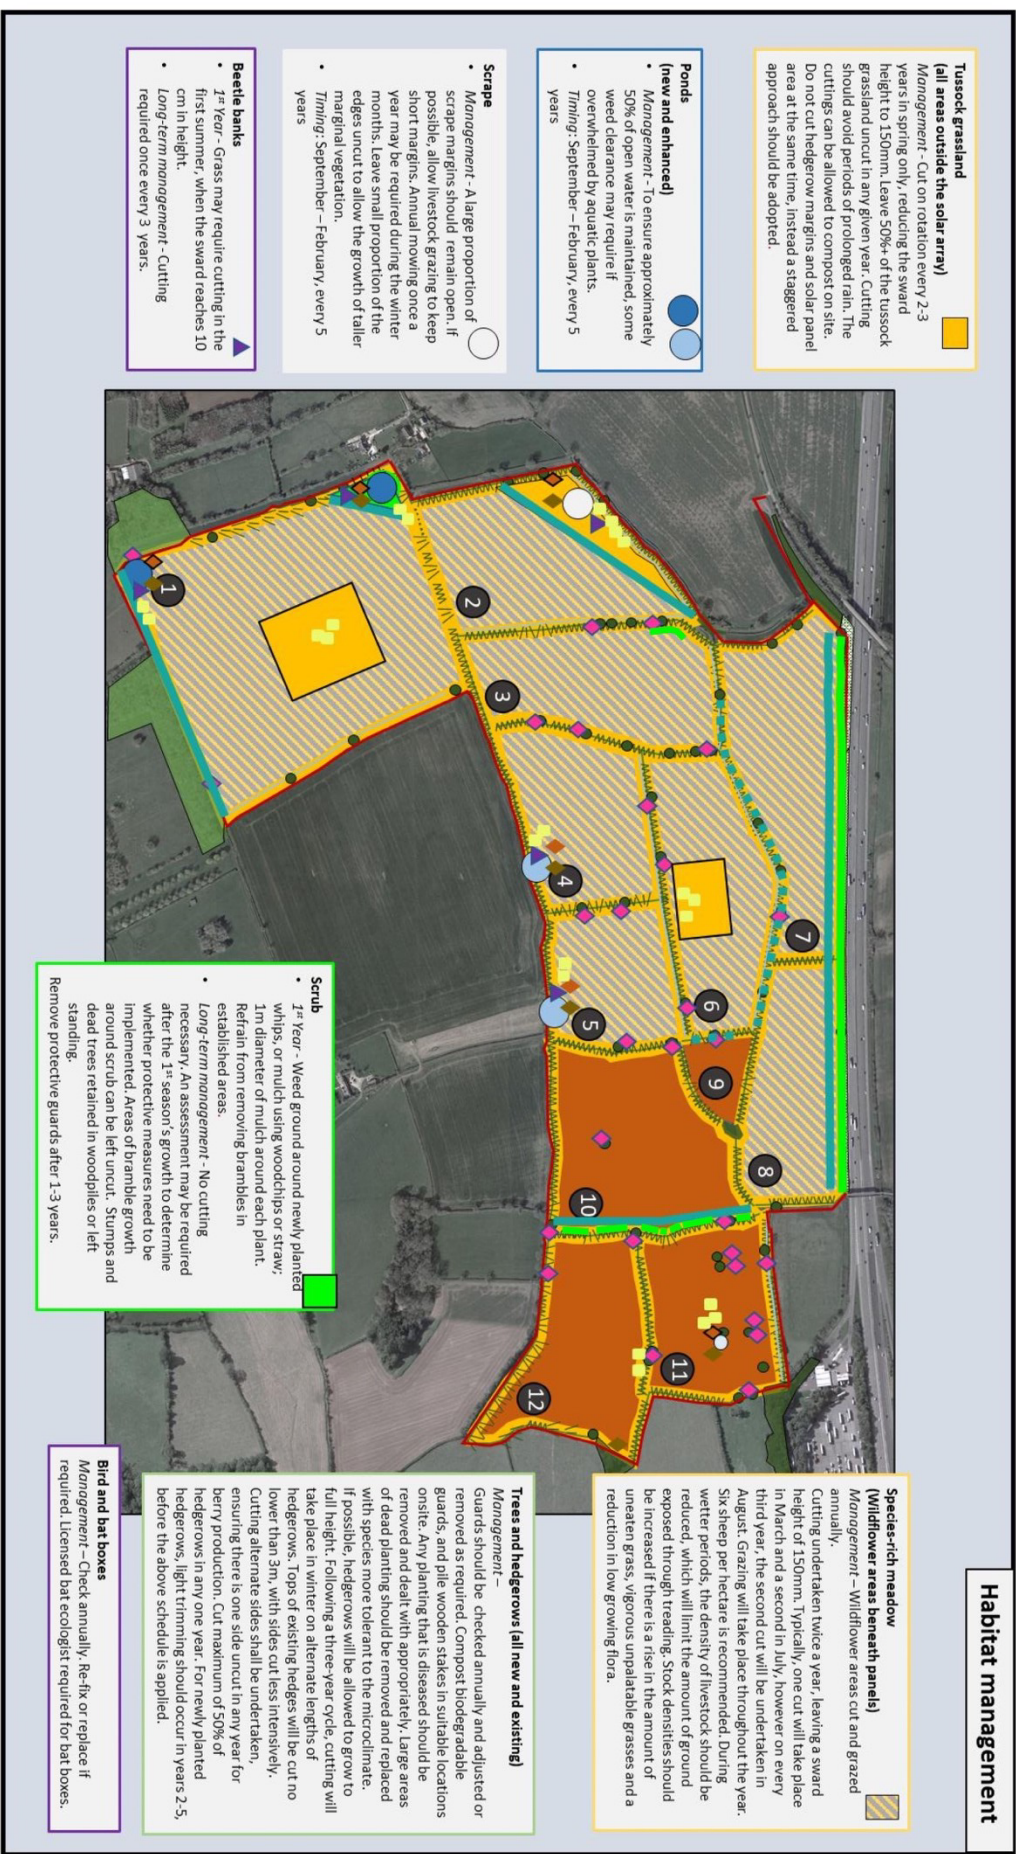 Habitat management
Tussock grassland
(all areas outside the solar array)
Management - Cut on rotation every 2-3
years in spring only, reducing the sward
height to 150mm. Leave 50%+ of the tussock
grassland uncut in any given year. Cutting
should avoid periods of prolonged rain. The
cuttings can be allowed to compost on site.
Do not cut hedgerow margins and solar panel
area at the same time, instead a staggered
approach should be adopted.
Ponds
(new and enhanced)
• Management - To ensure approximately
50% of open water is maintained, some
weed clearance may require if
overwhelmed by aquatic plants.
• Timing: September – February, every 5
years
Scrape
• Management - A large proportion of
scrape margins should remain open. If
possible, allow livestock grazing to keep
short margins. Annual mowing once a
year may be required during the winter
months. Leave small proportion of the
edges uncut to allow the growth of taller
marginal vegetation.
• Timing: September – February, every 5
years
Beetle banks
• 1st Year - Grass may require cutting in the
first summer, when the sward reaches 10
cm in height.
• Long-term management - Cutting
required once every 3 years.
1
2
3
4
5
6
7
8
9
10
11
12
Scrub
• 1st Year - Weed ground around newly planted
whips, or mulch using woodchips or straw;
1m diameter of mulch around each plant.
Refrain from removing brambles in
established areas.
• Long-term management - No cutting
necessary. An assessment may be required
after the 1st season's growth to determine
whether protective measures need to be
implemented. Areas of bramble growth
around scrub can be left uncut. Stumps and
dead trees retained in woodpiles or left
standing.
Remove protective guards after 1-3 years.
Species-rich meadow
(Wildflower areas beneath panels)
Management – Wildflower areas cut and grazed
annually.
Cutting undertaken twice a year, leaving a sward
height of 150mm. Typically, one cut will take place
in March and a second in July, however on every
third year, the second cut will be undertaken in
August. Grazing will take place throughout the year.
Six sheep per hectare is recommended. During
wetter periods, the density of livestock should be
reduced, which will limit the amount of ground
exposed through treading. Stock densities should
be increased if there is a rise in the amount of
uneaten grass, vigorous unpalatable grasses and a
reduction in low growing flora.
Trees and hedgerows (all new and existing)
Management –
Guards should be checked annually and adjusted or
removed as required. Compost biodegradable
guards, and pile wooden stakes in suitable locations
onsite. Any planting that is diseased should be
removed and dealt with appropriately. Large areas
of dead planting should be removed and replaced
with species more tolerant to the microclimate.
If possible, hedgerows will be allowed to grow to
full height. Following a three-year cycle, cutting will
take place in winter on alternate lengths of
hedgerows. Tops of existing hedges will be cut no
lower than 3m, with sides cut less intensively.
Cutting alternate sides shall be undertaken,
ensuring there is one side uncut in any year for
berry production. Cut maximum of 50% of
hedgerows in any one year. For newly planted
hedgerows, light trimming should occur in years 2-5,
before the above schedule is applied.
Bird and bat boxes
Management – Check annually. Re-fix or replace if
required. Licensed bat ecologist required for bat boxes.